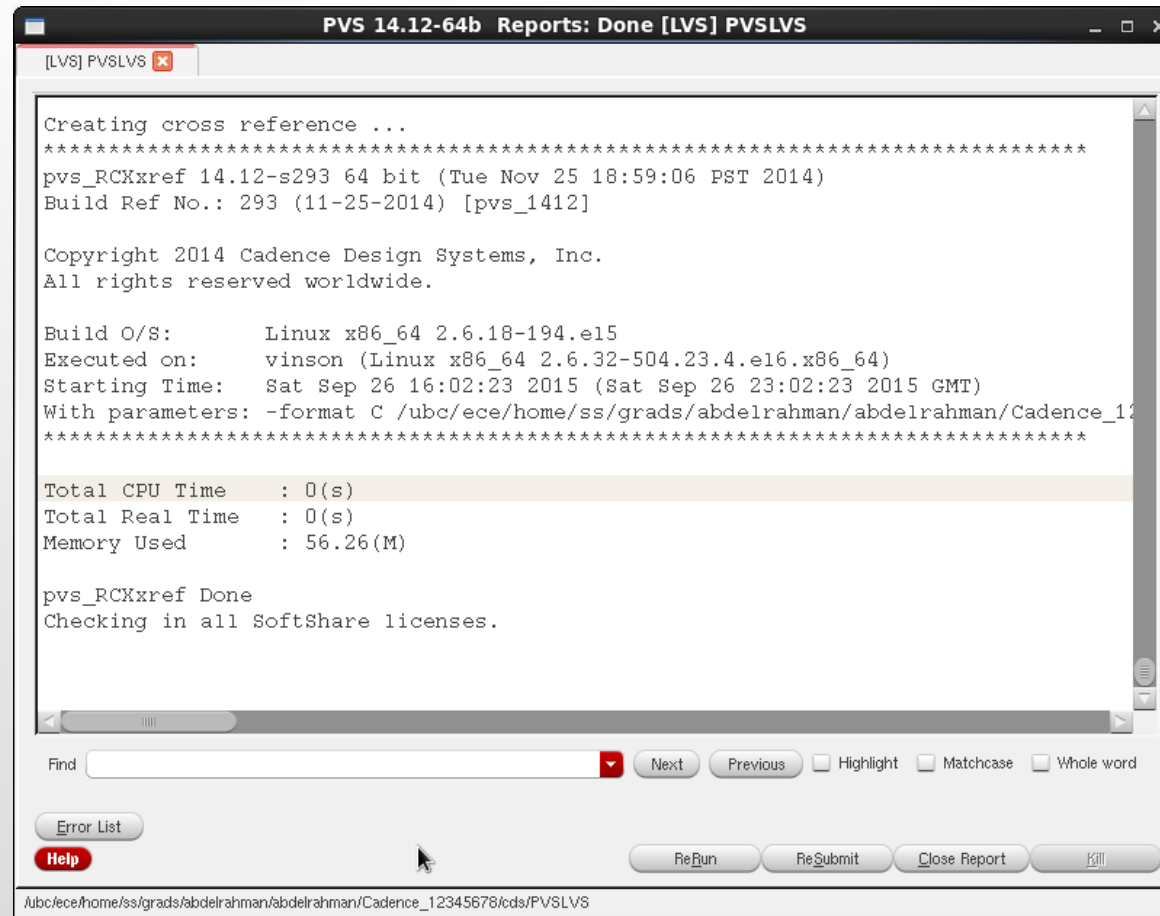 PVS 14.12-64b Reports: Done [LVS] PVSLVS
[LVS] PVSLVS
Creating cross reference ...
********************************************************************************
pvs_RCXxref 14.12-s293 64 bit (Tue Nov 25 18:59:06 PST 2014)
Build Ref No.: 293 (11-25-2014) [pvs_1412]
Copyright 2014 Cadence Design Systems, Inc.
All rights reserved worldwide.
Build O/S: Linux x86_64 2.6.18-194.el5
Executed on: vinson (Linux x86_64 2.6.32-504.23.4.el6.x86_64)
Starting Time: Sat Sep 26 16:02:23 2015 (Sat Sep 26 23:02:23 2015 GMT)
With parameters: -format C /ubc/ece/home/ss/grads/abdelrahman/abdelrahman/Cadence_12
********************************************************************************
Total CPU Time : 0(s)
Total Real Time : 0(s)
Memory Used : 56.26(M)
pvs_RCXxref Done
Checking in all SoftShare licenses.
Find Next Previous Highlight Matchcase Whole word
Error List
Help ReRun ReSubmit Close Report Kill
/ubc/ece/home/ss/grads/abdelrahman/abdelrahman/Cadence_12345678/cds/PVSLVS